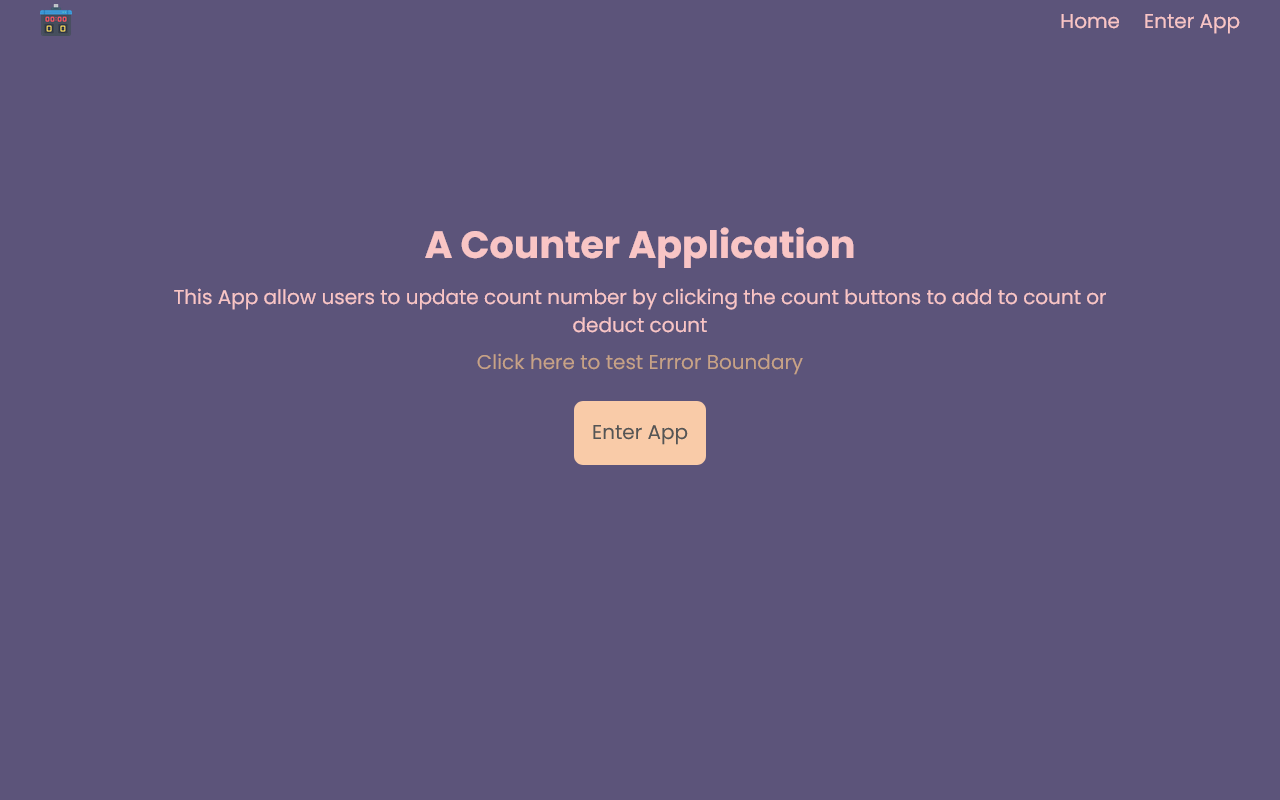 Home Enter App
A Counter Application
This App allow users to update count number by clicking the count buttons to add to count or
deduct count
Click here to test Errror Boundary
Enter App